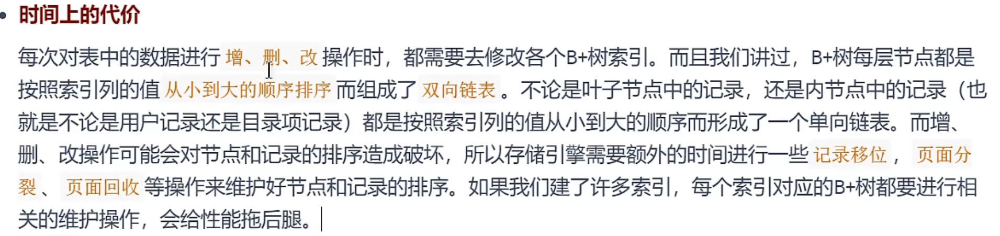 • 时间上的代价
每次对表中的数据进行 增、删、改 操作时，都需要去修改各个B+树索引。而且我们讲过，B+树每层节点都是
按照索引列的值 从小到大的顺序排序 而组成了 双向链表 。不论是叶子节点中的记录，还是内节点中的记录（也
就是不论是用户记录还是目录项记录）都是按照索引列的值从小到大的顺序而形成了一个单向链表。而增、
删、改操作可能会对节点和记录的排序造成破坏，所以存储引擎需要额外的时间进行一些 记录移位 ， 页面分
裂 、 页面回收 等操作来维护好节点和记录的排序。如果我们建了许多索引，每个索引对应的B+树都要进行相
关的维护操作，会给性能拖后腿。